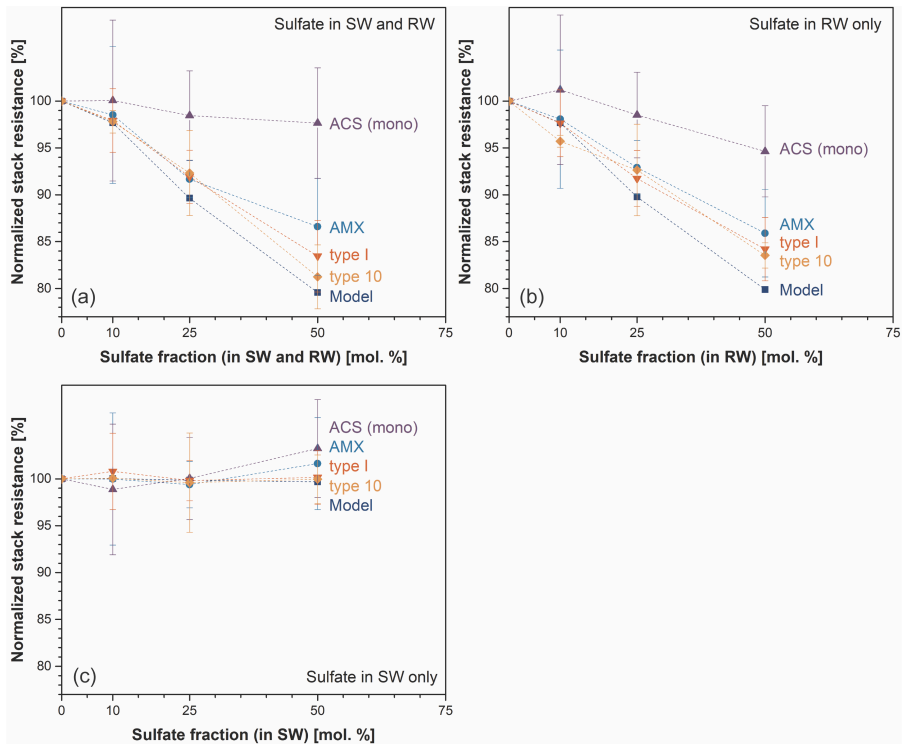 Sulfate in SW and RW
Normalized stack resistance [%]
100
95
90
85
80
ACS (mono)
AMX
type I
type 10
Model
(a)
0
10
25
50
75
Sulfate fraction (in SW and RW) [mol. %]
Sulfate in RW only
Normalized stack resistance [%]
100
95
90
85
80
ACS (mono)
AMX
type I
type 10
Model
(b)
0
10
25
50
75
Sulfate fraction (in RW) [mol. %]
Normalized stack resistance [%]
100
95
90
85
80
ACS (mono)
AMX
type I
type 10
Model
(c)
Sulfate in SW only
0
10
25
50
75
Sulfate fraction (in SW) [mol. %]